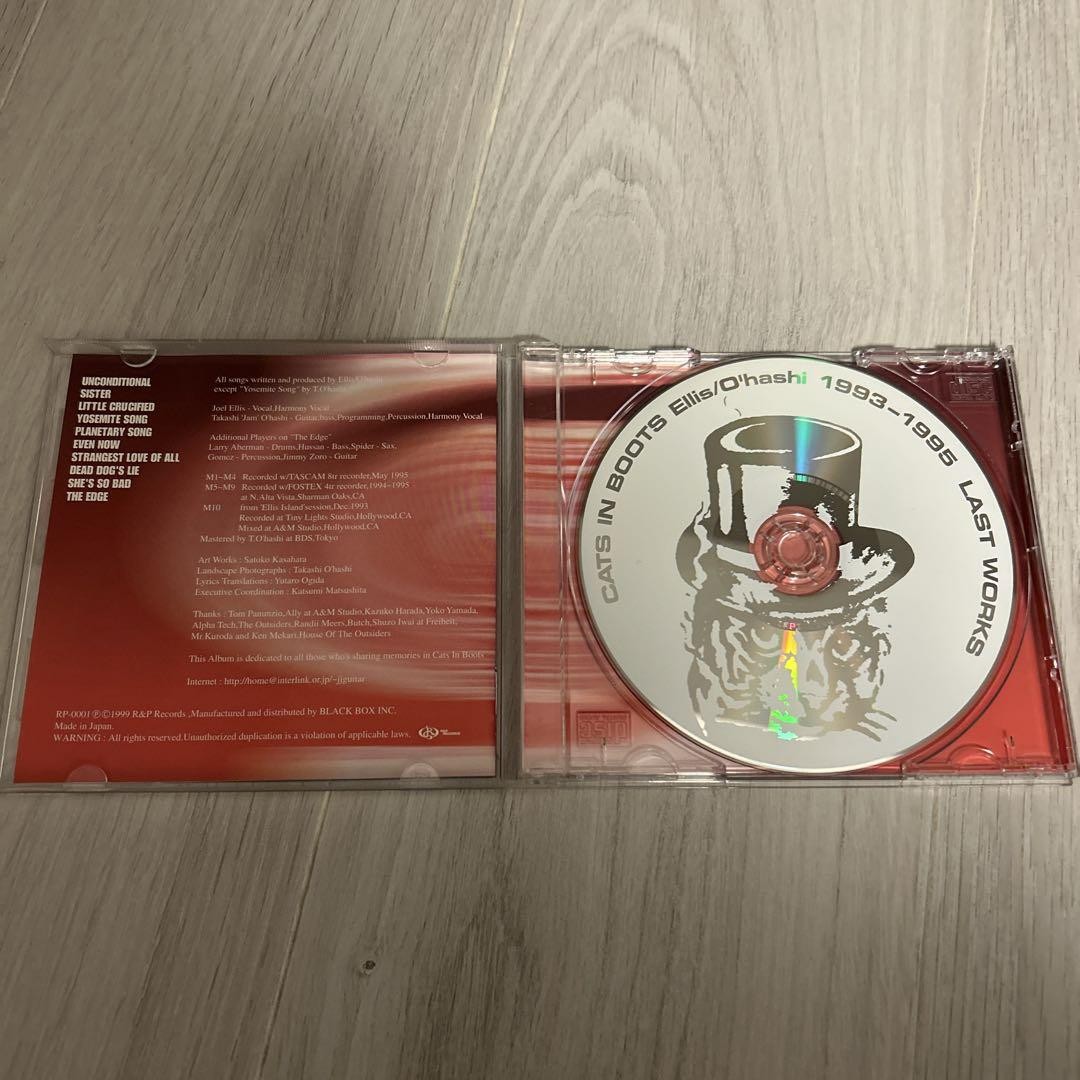 UNCONDITIONAL
SISTER
LITTLE CRUCIFIED
YOSEMITE SONG
PLANETARY SONG
EVEN NOW
STRANGEST LOVE OF ALL
DEAD DOG'S LIE
SHE'S SO BAD
THE EDGE
All songs written and produced by Ellis/O'hashi
except "Yosemite Song" by T.O'hashi
Joel Ellis - Vocal,Harmony Vocal
Takashi 'Jam' O'hashi - Guitar,bass,Programming,Percussion,Harmony Vocal
Additional Players on "The Edge"
Larry Aberman - Drums,Hussan - Bass,Spider - Sax,
Gomez - Percussion,Jimmy Zoro - Guitar
M1~M4 Recorded w/TASCAM 8tr recorder,May 1995
M5~M9 Recorded w/FOSTEX 4tr recorder,1994~1995
at N.Alta Vista,Sharman Oaks,CA
M10 from 'Ellis Island'session,Dec.1993
Recorded at Tiny Lights Studio,Hollywood,CA
Mixed at A&M Studio,Hollywood,CA
Mastered by T.O'hashi at BDS,Tokyo
Art Works : Satoko Kasahara
Landscape Photographs : Takashi O'hashi
Lyrics Translations : Yutaro Ogida
Executive Coordination : Katsumi Matsushita
Thanks : Tom Panunzio,Ally at A&M Studio,Kazuko Harada,Yoko Yamada,
Alpha Tech,The Outsiders,Randii Meers,Butch,Shuzo Iwai at Freiheit,
Mr.Kuroda and Ken Mekari,House Of The Outsiders
This Album is dedicated to all those who's sharing memories in Cats In Boots
Internet : http://home@interlink.or.jp/~jjguitar
RP-0001 ℗©1999 R&P Records ,Manufactured and distributed by BLACK BOX INC.
Made in Japan
WARNING : All rights reserved.Unauthorized duplication is a violation of applicable laws.
CATS IN BOOTS Ellis/O'hashi 1993-1995 LAST WORKS